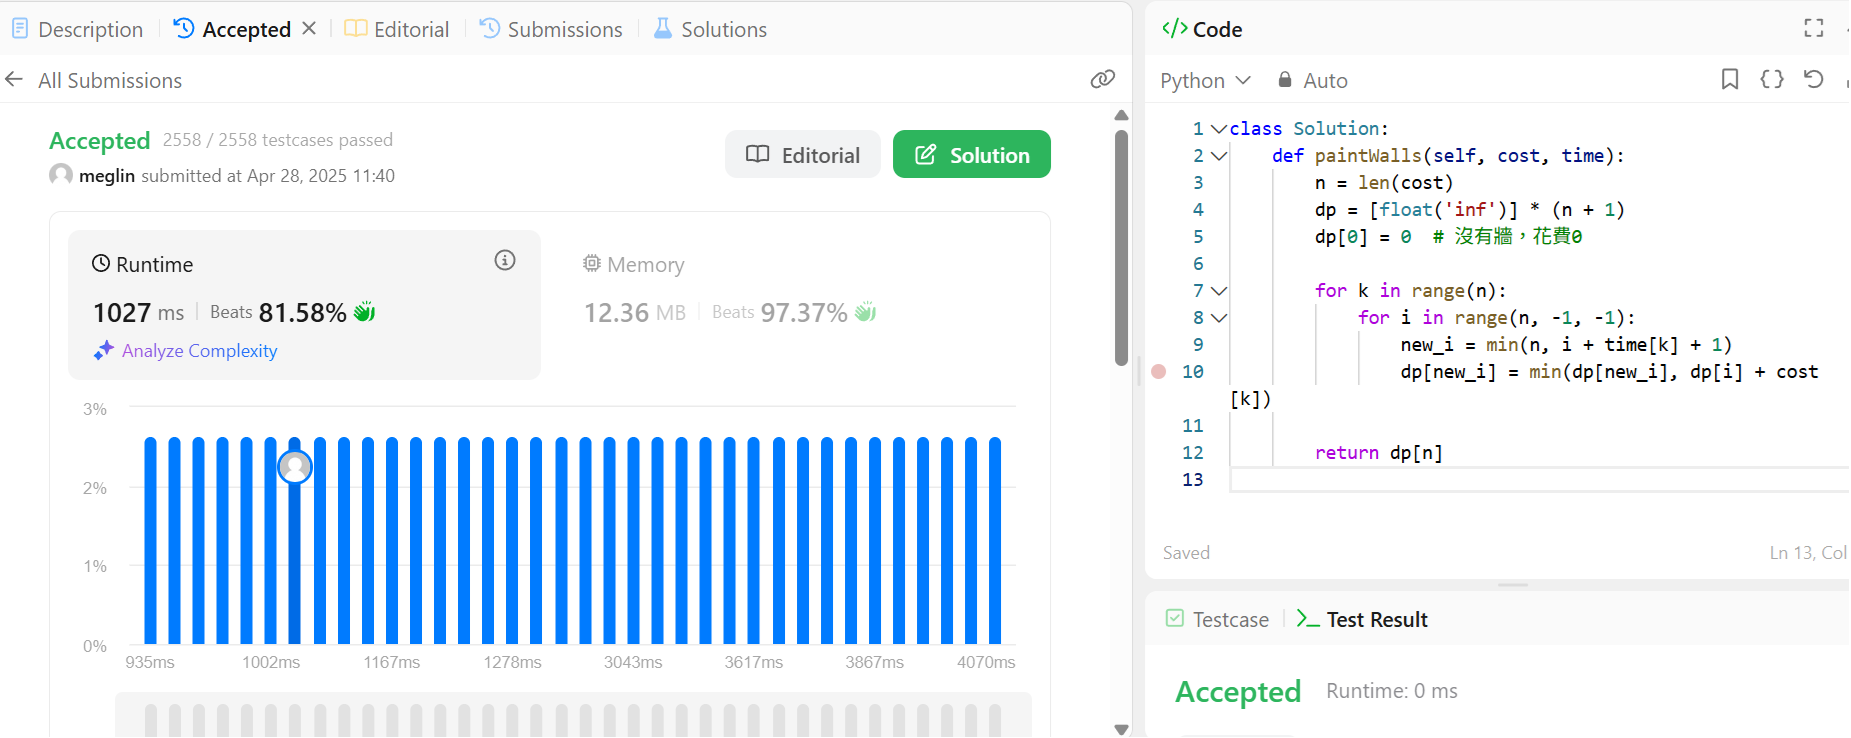 Description
Accepted
Editorial
Submissions
Solutions
All Submissions
Accepted 2558 / 2558 testcases passed
meglin submitted at Apr 28, 2025 11:40
Editorial
Solution
Runtime
1027 ms | Beats 81.58%
Analyze Complexity
Memory
12.36 MB | Beats 97.37%
3%
2%
1%
0%
935ms 1002ms 1167ms 1278ms 3043ms 3617ms 3867ms 4070ms
</> Code
Python
Auto
1 class Solution:
2     def paintWalls(self, cost, time):
3         n = len(cost)
4         dp = [float('inf')] * (n + 1)
5         dp[0] = 0  # 沒有牆，花費0
6
7         for k in range(n):
8             for i in range(n, -1, -1):
9                 new_i = min(n, i + time[k] + 1)
10                 dp[new_i] = min(dp[new_i], dp[i] + cost
[k])
11
12         return dp[n]
13
Saved
Ln 13, Col
Testcase
Test Result
Accepted Runtime: 0 ms